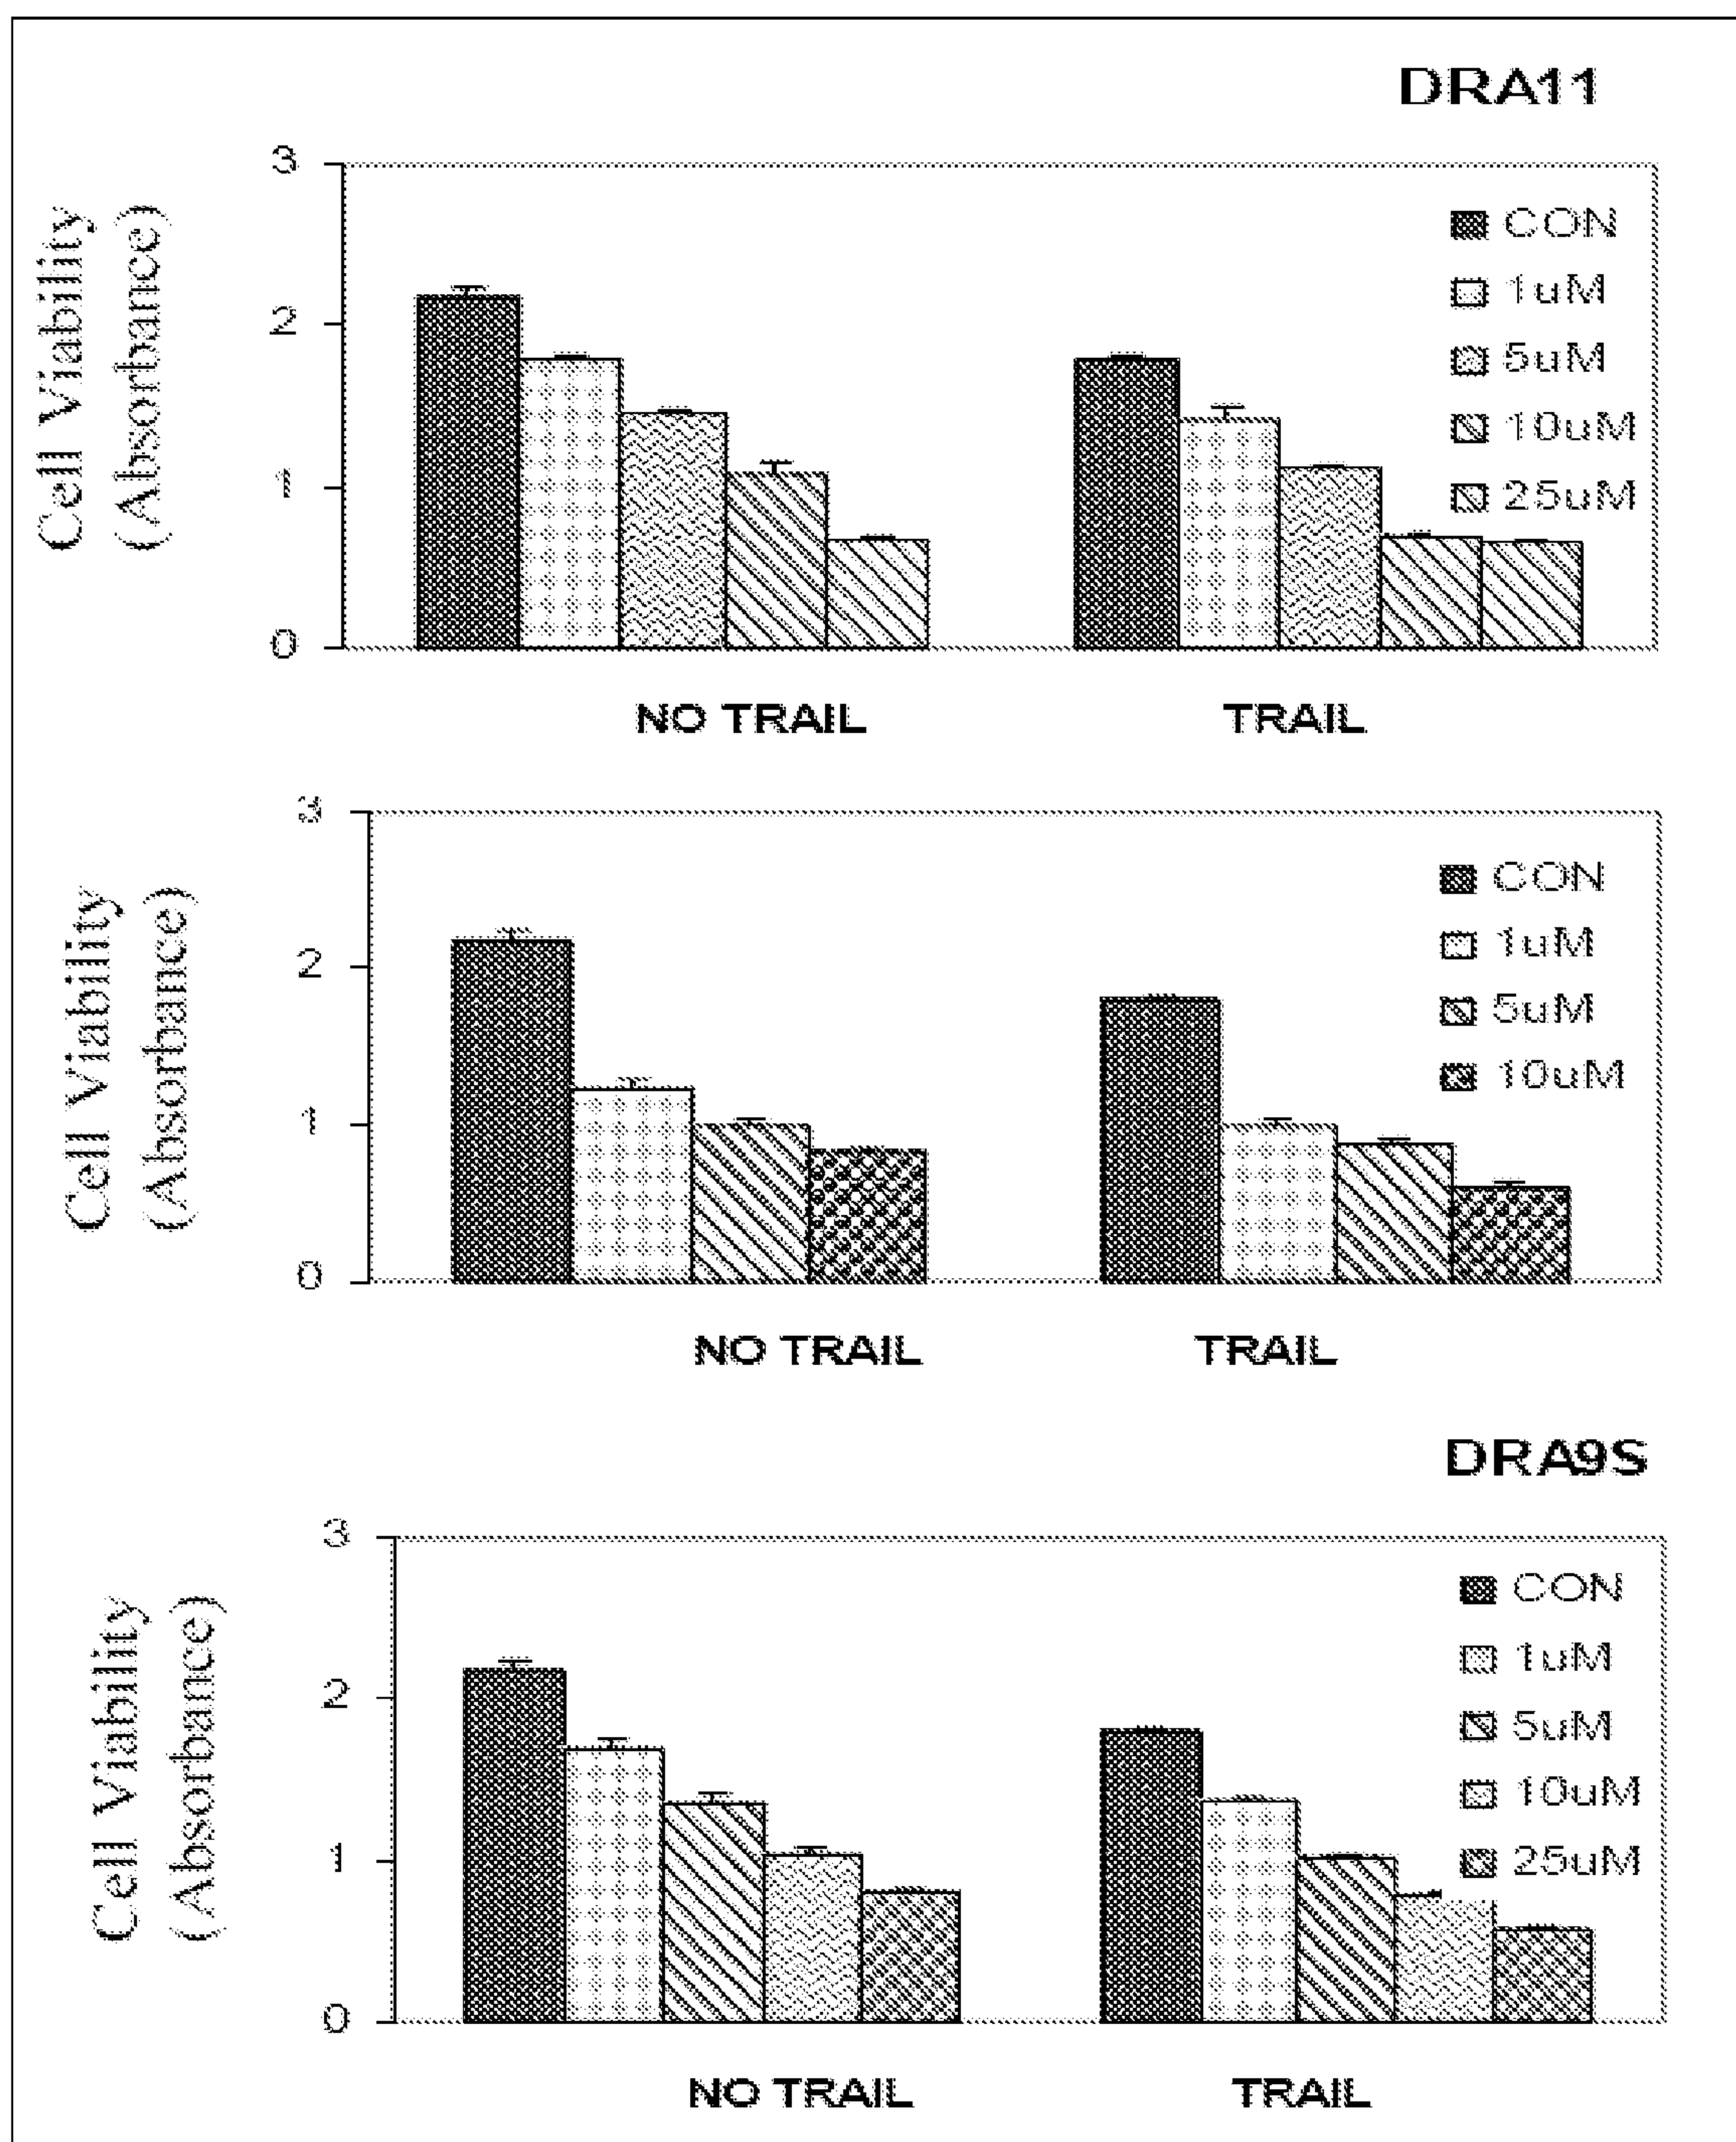 DRA11
Cell Viability
(Absorbance)
3
2
1
0
CON
1uM
5uM
10uM
25uM
NO TRAIL
TRAIL
Cell Viability
(Absorbance)
3
2
1
0
CON
1uM
5uM
10uM
NO TRAIL
TRAIL
DRA9S
Cell Viability
(Absorbance)
3
2
1
0
CON
1uM
5uM
10uM
25uM
NO TRAIL
TRAIL